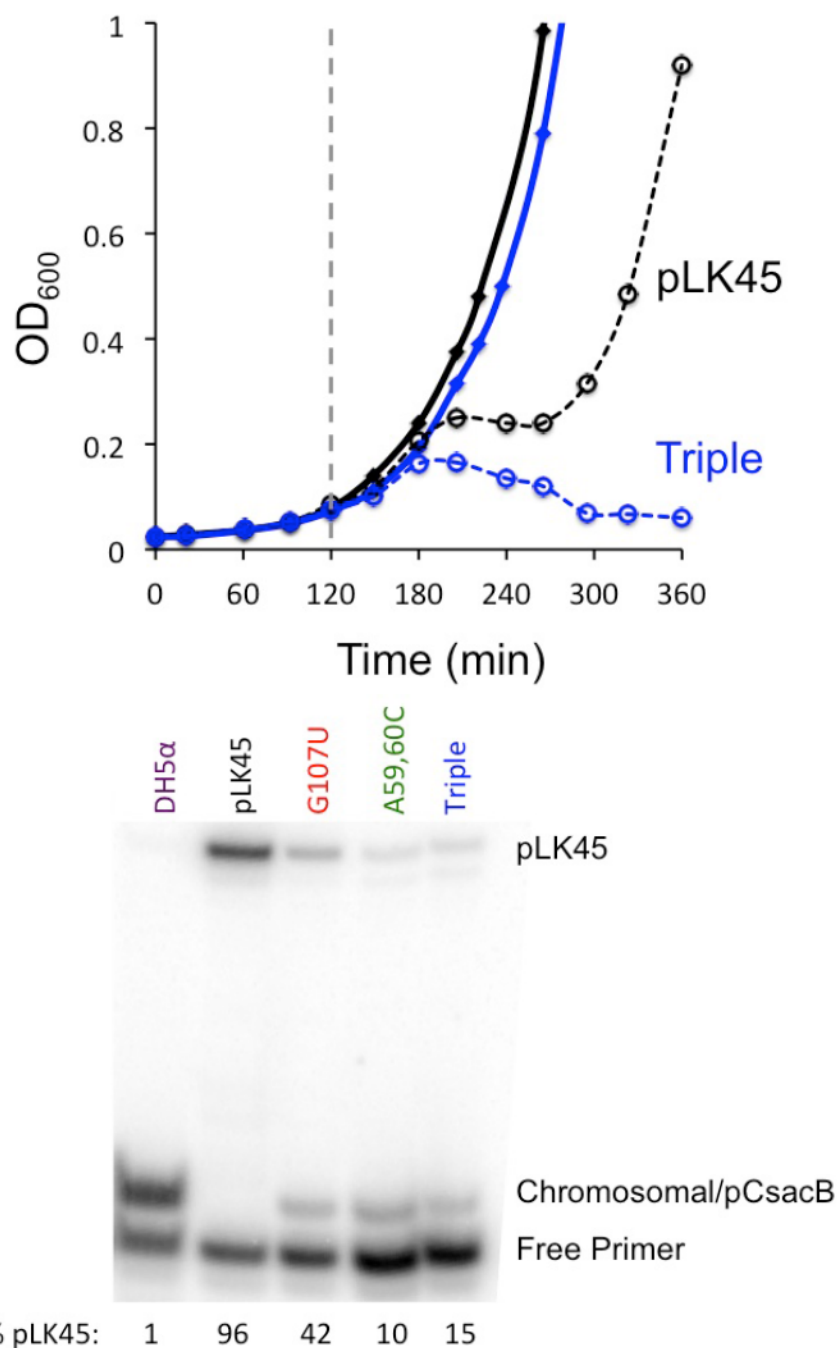 1
0.8
0.6
0.4
0.2
0
OD600
pLK45
Triple
0 60 120 180 240 300 360
Time (min)
DH5α pLK45 G107U A59,60C Triple
pLK45
Chromosomal/pCsacB
Free Primer
% pLK45: 1 96 42 10 15